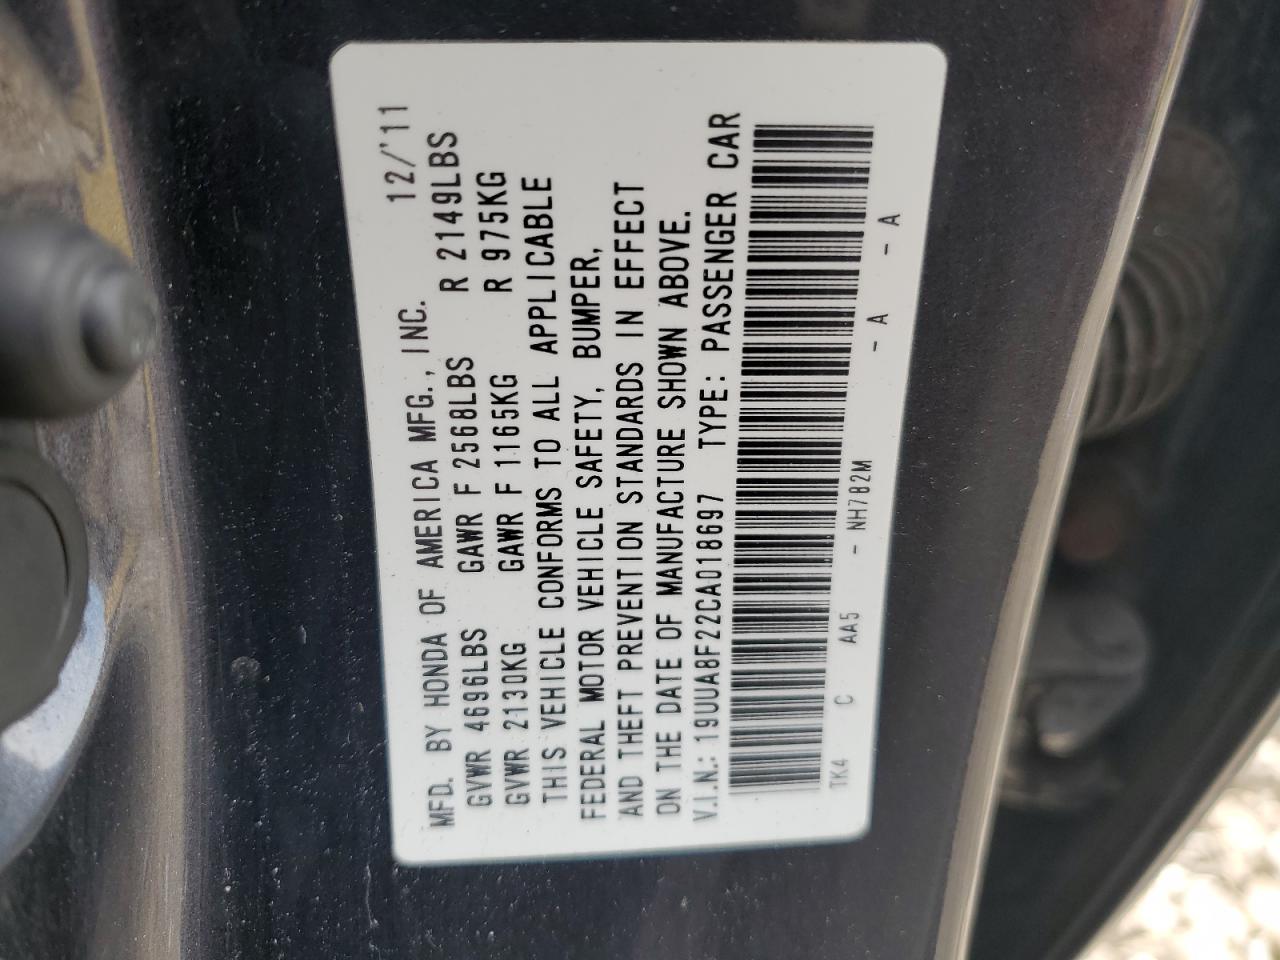 MFD. BY HONDA OF AMERICA MFG., INC. 12/'11
GVWR 4696LBS GAWR F 2568LBS R 2149LBS
GVWR 2130KG GAWR F 1165KG R 975KG
THIS VEHICLE CONFORMS TO ALL APPLICABLE
FEDERAL MOTOR VEHICLE SAFETY, BUMPER,
AND THEFT PREVENTION STANDARDS IN EFFECT
ON THE DATE OF MANUFACTURE SHOWN ABOVE.
V.I.N.: 19UUA8F22CA018697 TYPE: PASSENGER CAR
TK4 C AA5 - NH782M - A - A